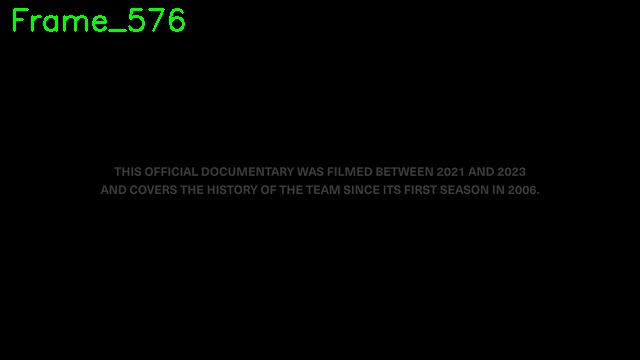 Frame_576
THIS OFFICIAL DOCUMENTARY WAS FILMED BETWEEN 2021 AND 2023
AND COVERS THE HISTORY OF THE TEAM SINCE ITS FIRST SEASON IN 2006.